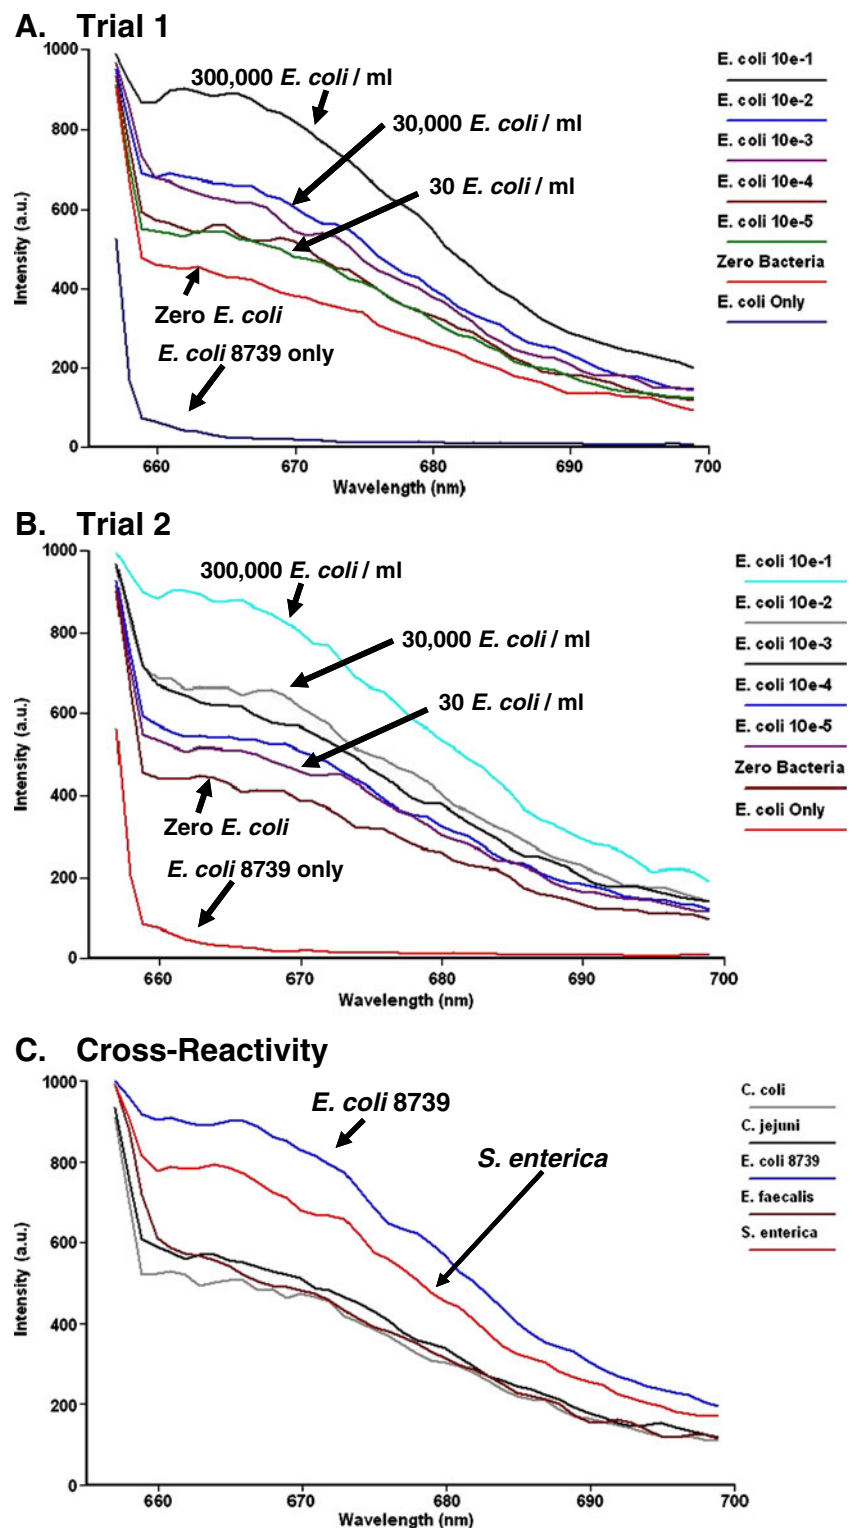 A. Trial 1
1000
800
600
400
200
0
Intensity (a.u.)
660
670
680
690
700
Wavelength (nm)
300,000 E. coli / ml
30,000 E. coli / ml
30 E. coli / ml
Zero E. coli
E. coli 8739 only
E. coli 10e-1
E. coli 10e-2
E. coli 10e-3
E. coli 10e-4
E. coli 10e-5
Zero Bacteria
E. coli Only
B. Trial 2
1000
800
600
400
200
0
Intensity (a.u.)
660
670
680
690
700
Wavelength (nm)
300,000 E. coli / ml
30,000 E. coli / ml
30 E. coli / ml
Zero E. coli
E. coli 8739 only
E. coli 10e-1
E. coli 10e-2
E. coli 10e-3
E. coli 10e-4
E. coli 10e-5
Zero Bacteria
E. coli Only
C. Cross-Reactivity
1000
800
600
400
200
0
Intensity (a.u.)
660
670
680
690
700
Wavelength (nm)
E. coli 8739
S. enterica
C. coli
C. jejuni
E. coli 8739
E. faecalis
S. enterica